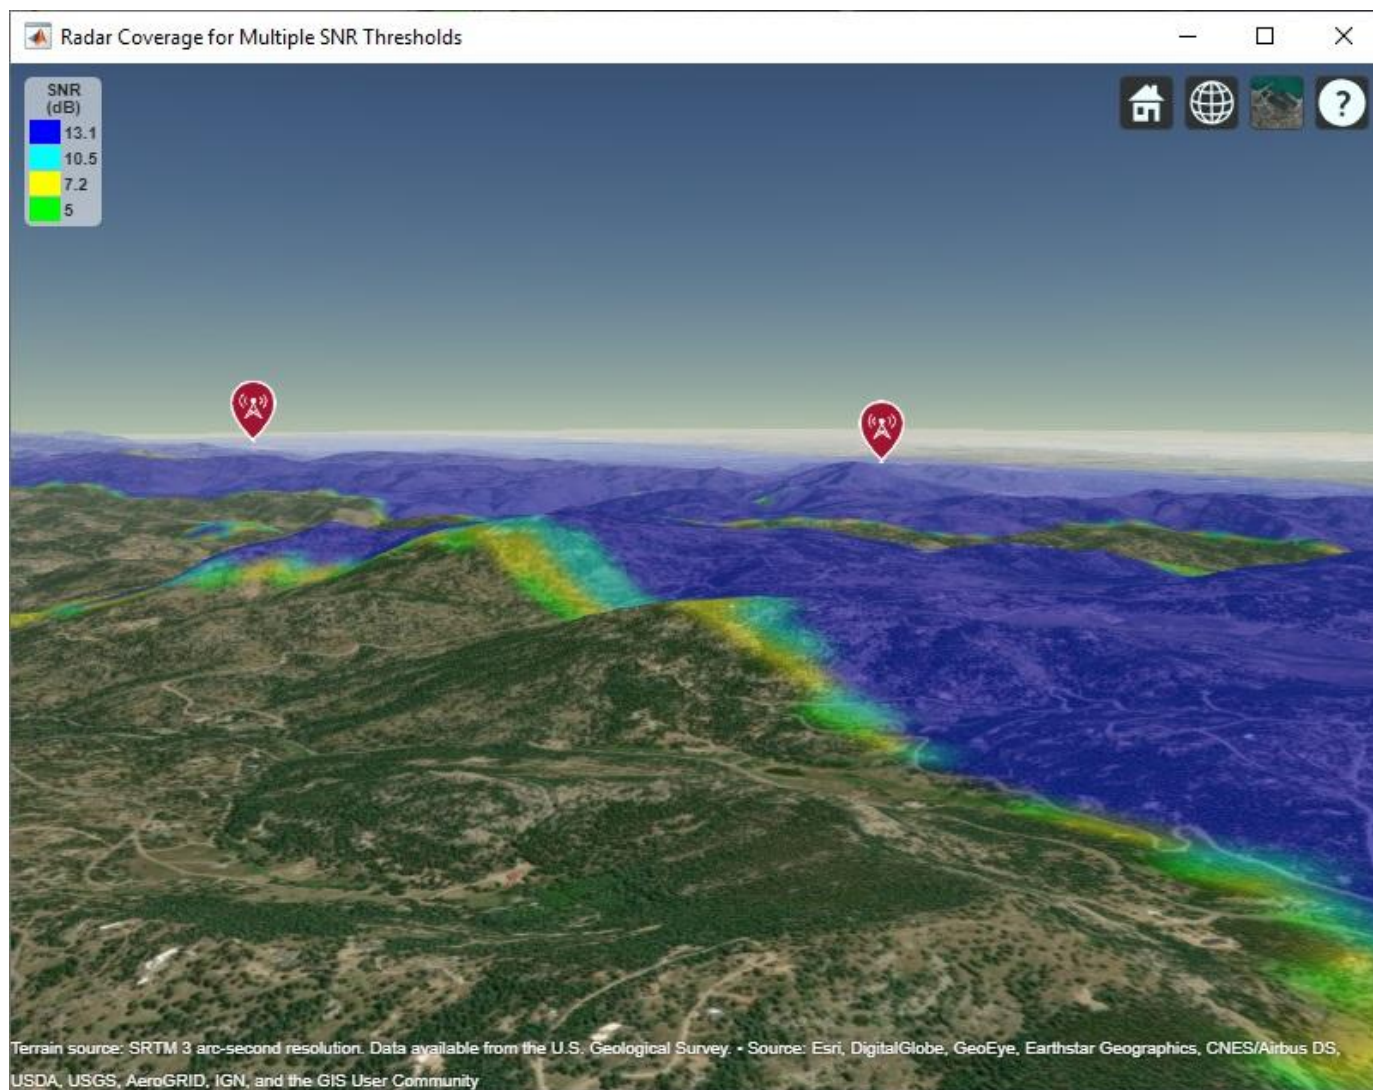 Radar Coverage for Multiple SNR Thresholds
SNR
(dB)
13.1
10.5
7.2
5
?
Terrain source: SRTM 3 arc-second resolution. Data available from the U.S. Geological Survey. • Source: Esri, DigitalGlobe, GeoEye, Earthstar Geographics, CNES/Airbus DS,
USDA, USGS, AeroGRID, IGN, and the GIS User Community